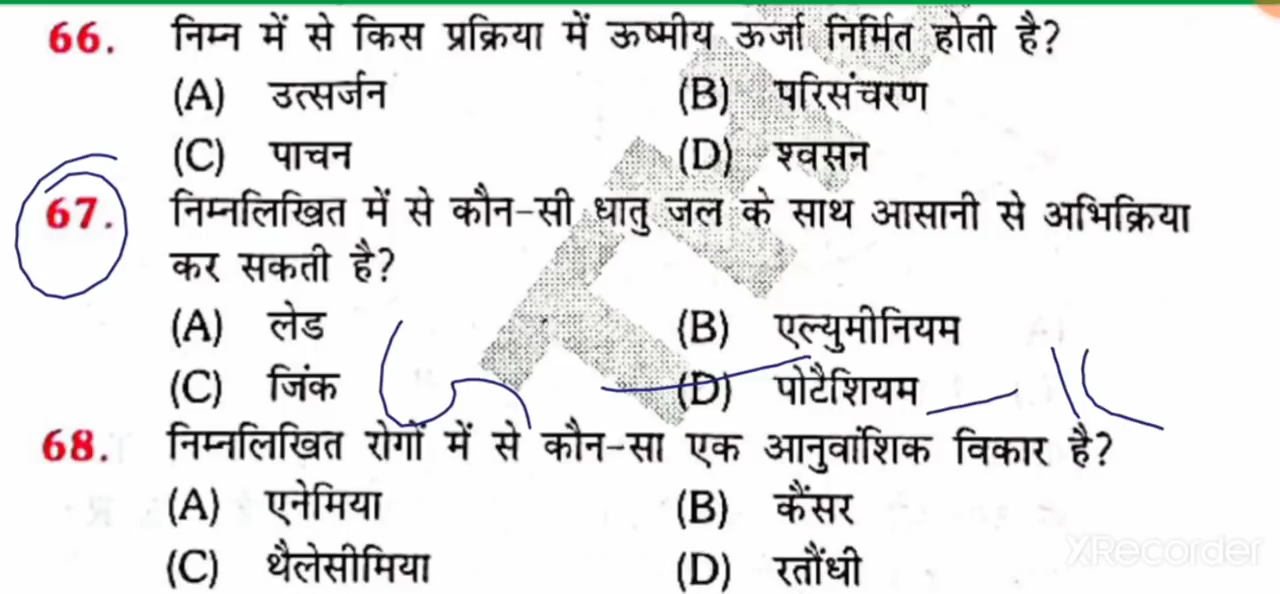 66. निम्न में से किस प्रक्रिया में ऊष्मीय ऊर्जा निर्मित होती है?
(A) उत्सर्जन (B) परिसंचरण
(C) पाचन (D) श्वसन
67. निम्नलिखित में से कौन-सी धातु जल के साथ आसानी से अभिक्रिया
कर सकती है?
(A) लेड (B) एल्युमीनियम
(C) जिंक (D) पोटैशियम
68. निम्नलिखित रोगों में से कौन-सा एक आनुवांशिक विकार है?
(A) एनेमिया (B) कैंसर
(C) थैलेसीमिया (D) रतौंधी
XRecorder